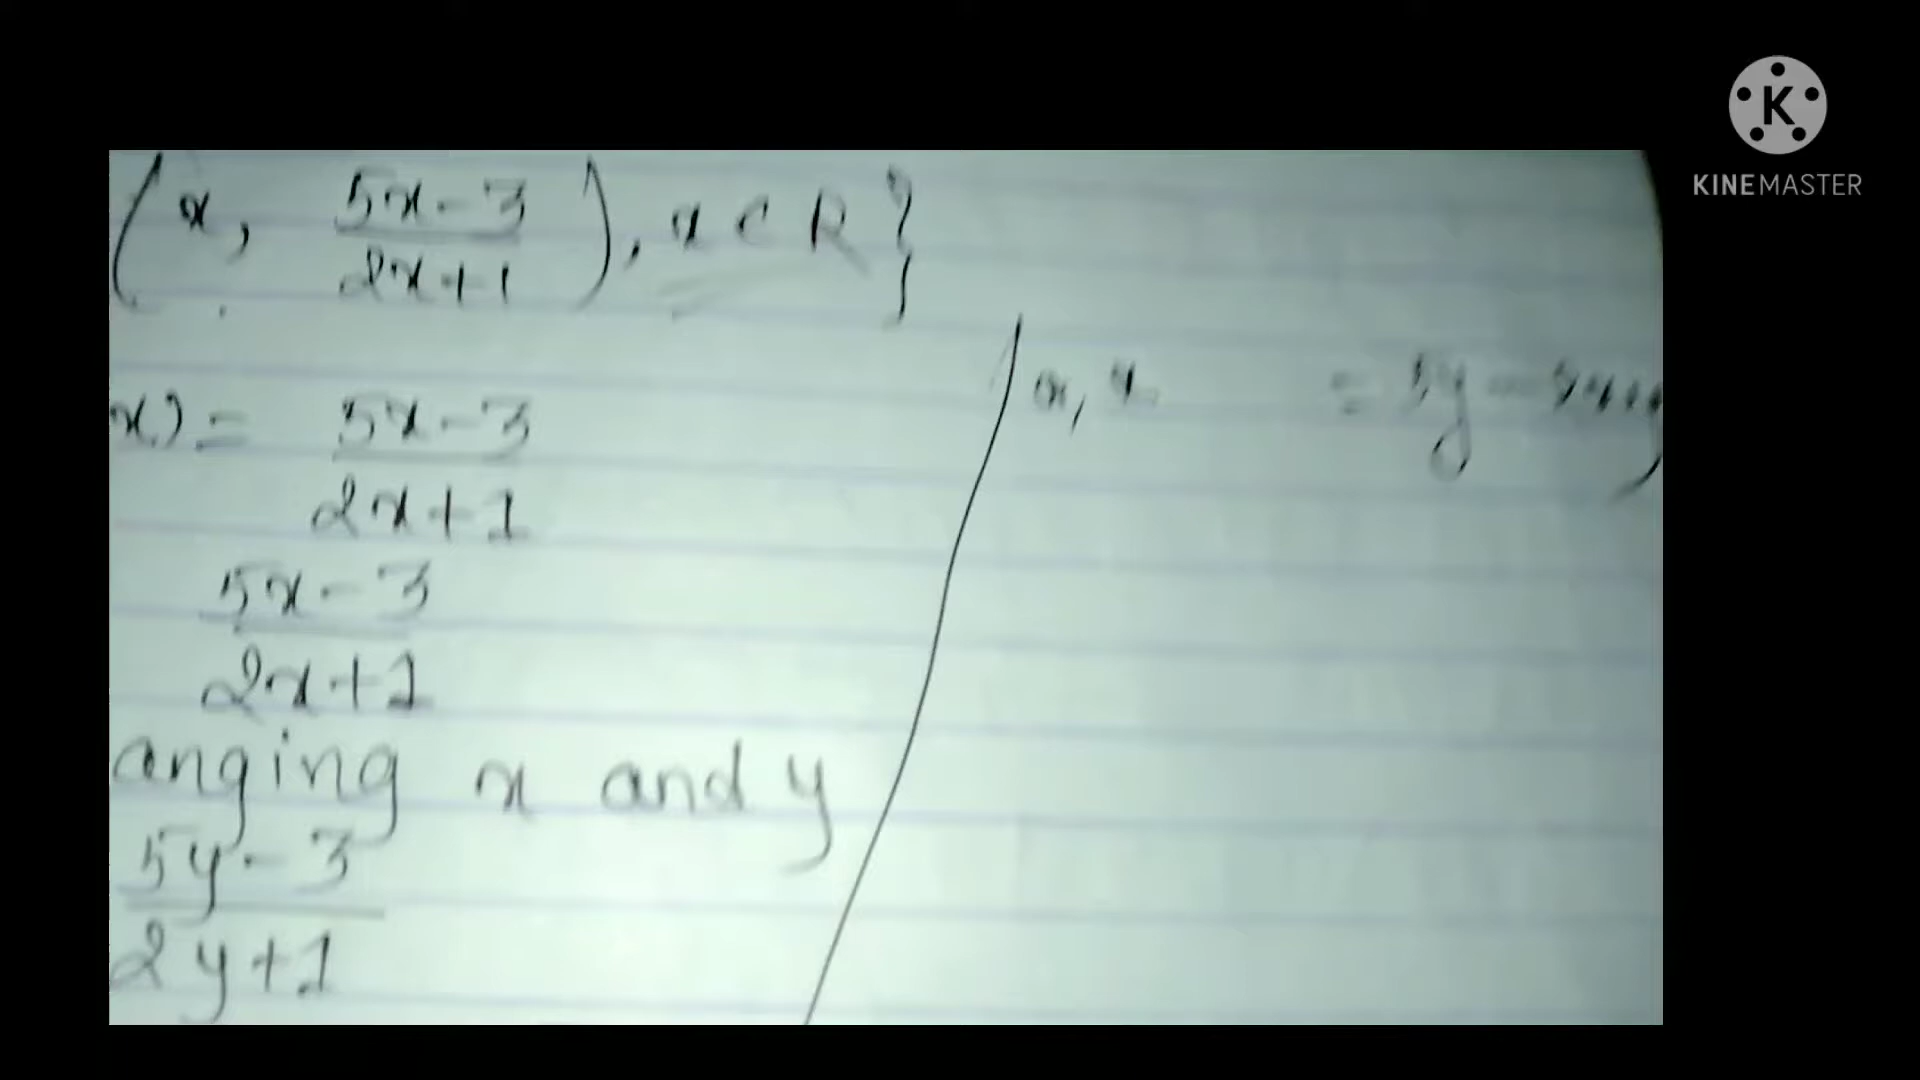 (x, 5x-3 / 2x+1), x ∈ R}
x) = 5x-3 / 2x+1
5x-3 / 2x+1
anging x and y
5y-3 / 2y+1
x, = 5y -
KINEMASTER